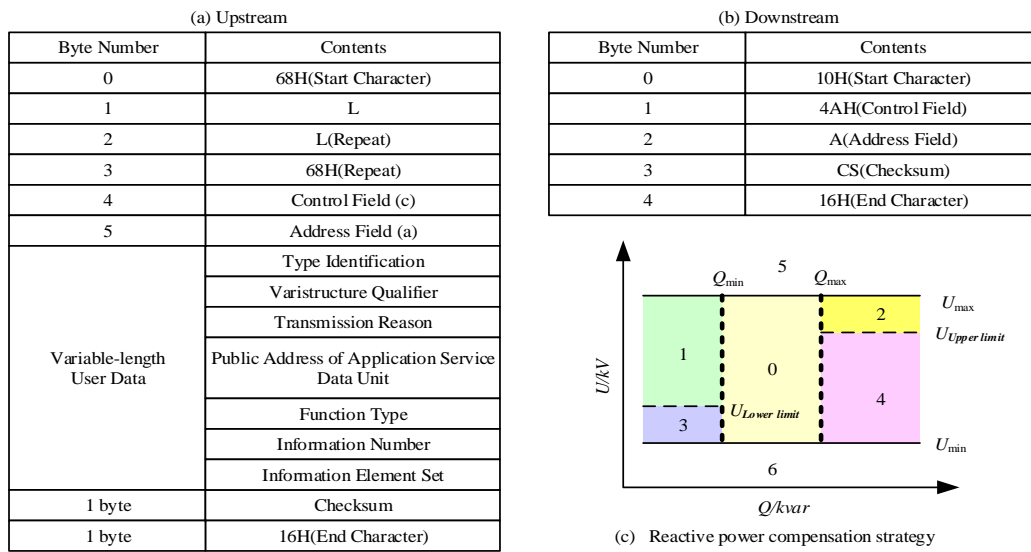 (a) Upstream
Byte Number Contents
0 68H(Start Character)
1 L
2 L(Repeat)
3 68H(Repeat)
4 Control Field (c)
5 Address Field (a)
Variable-length
User Data
Type Identification
Varistructure Qualifier
Transmission Reason
Public Address of Application Service
Data Unit
Function Type
Information Number
Information Element Set
1 byte Checksum
1 byte 16H(End Character)
(b) Downstream
Byte Number Contents
0 10H(Start Character)
1 4AH(Control Field)
2 A(Address Field)
3 CS(Checksum)
4 16H(End Character)
5
Qmin Qmax
Umax
2
UUpper limit
1
0
4
ULower limit
3
Umin
6
U/kV
Q/kvar
(c) Reactive power compensation strategy